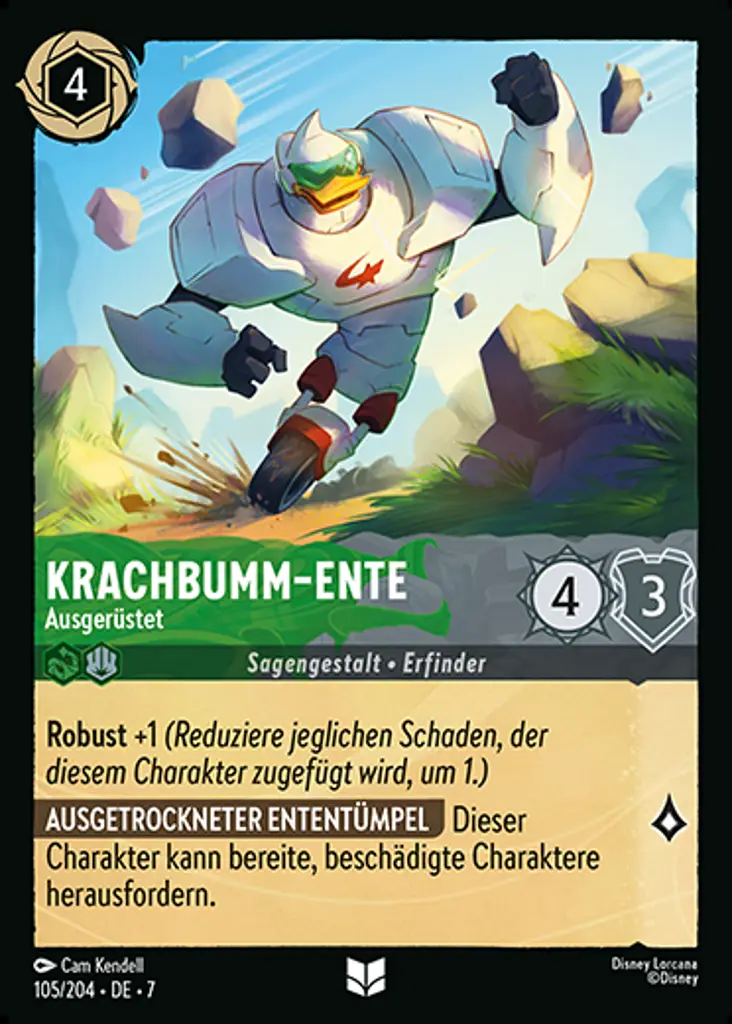 4
KRACHBUMM-ENTE
Ausgerüstet
4
3
Sagengestalt • Erfinder
Robust +1 (Reduziere jeglichen Schaden, der
diesem Charakter zugefügt wird, um 1.)
AUSGETROCKNETER ENTENTÜMPEL Dieser
Charakter kann bereite, beschädigte Charaktere
herausfordern.
Cam Kendell
105/204 • DE • 7
Disney Lorcana
©Disney